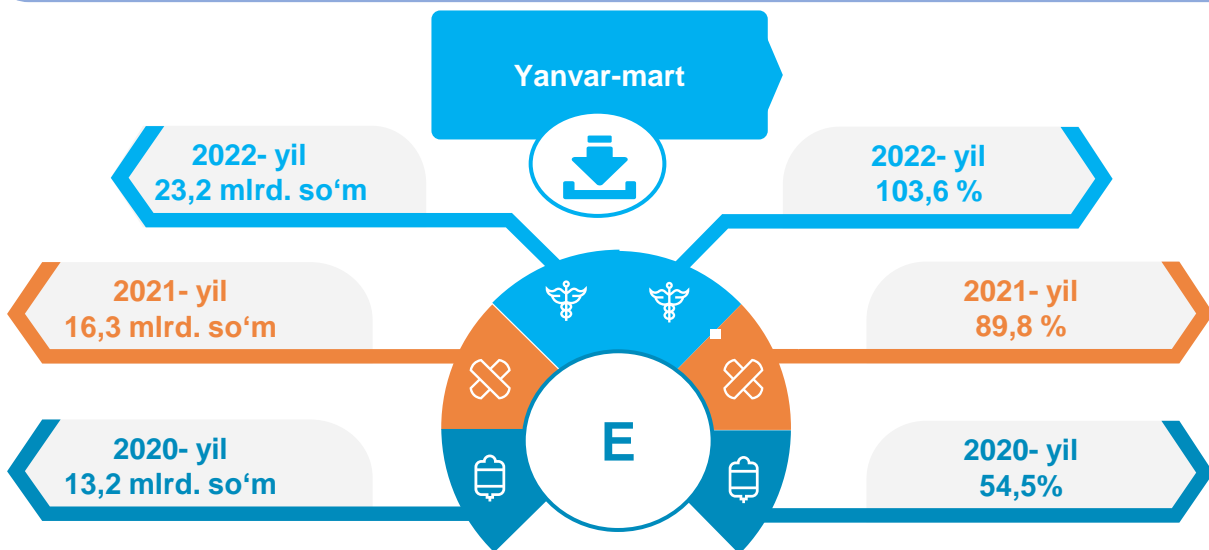 Yanvar-mart
2022- yil
23,2 mlrd. so‘m
2022- yil
103,6 %
2021- yil
16,3 mlrd. so‘m
2021- yil
89,8 %
E
2020- yil
13,2 mlrd. so‘m
2020- yil
54,5%